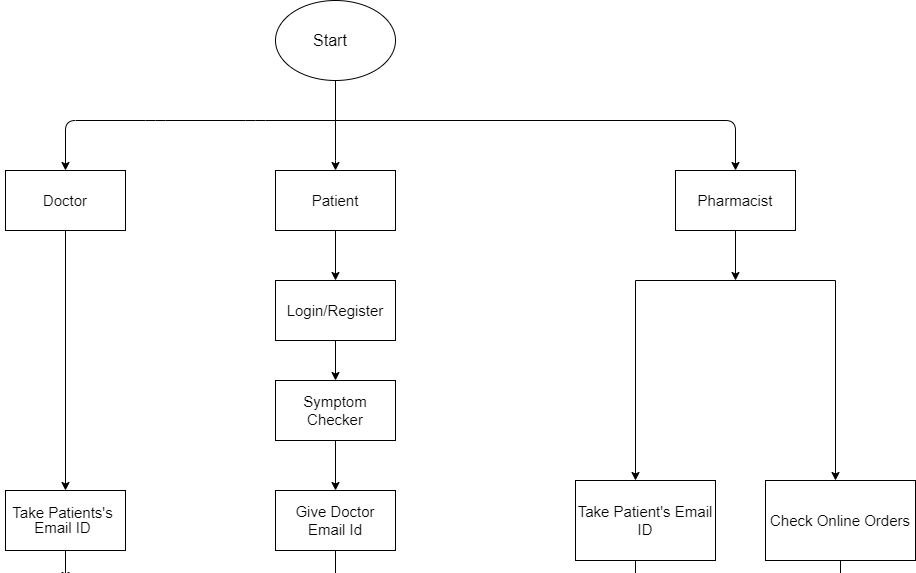 Start
Doctor
Patient
Pharmacist
Login/Register
Symptom
Checker
Take Patients's
Email ID
Give Doctor
Email Id
Take Patient's Email
ID
Check Online Orders